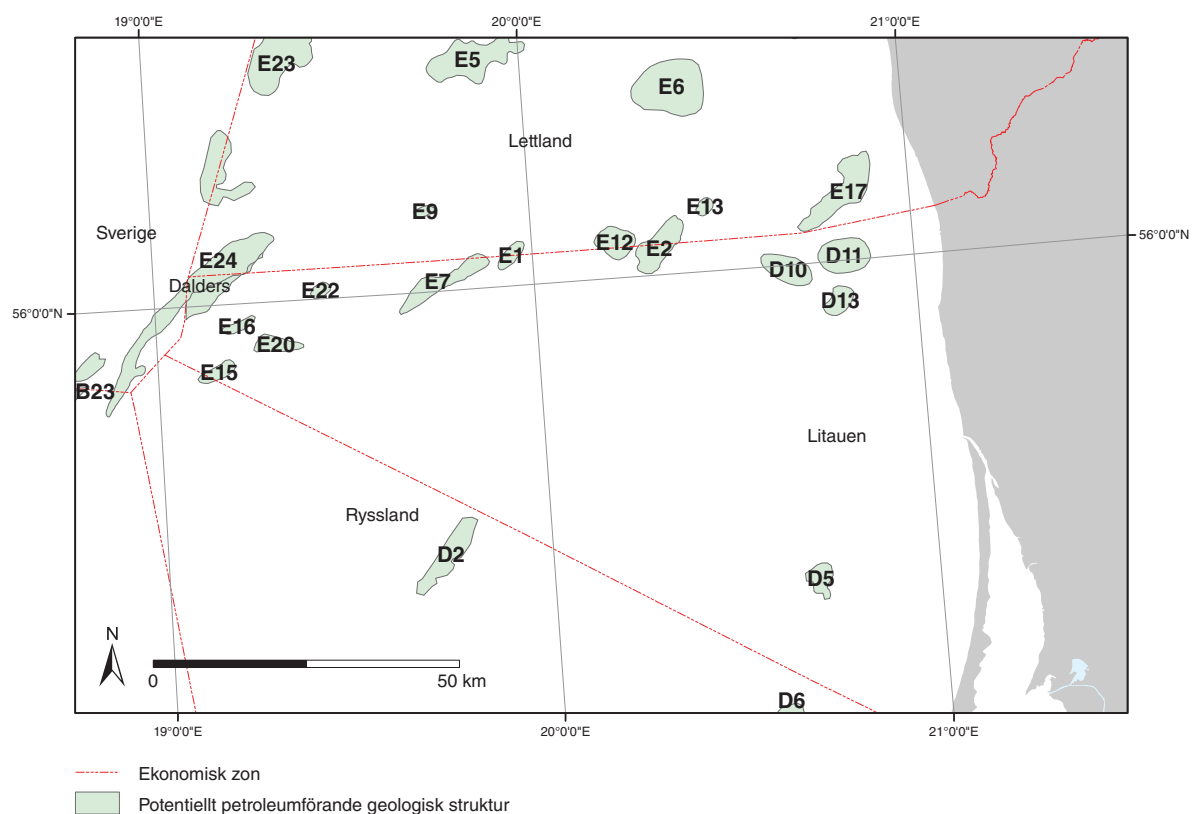 19°0'0"E
20°0'0"E
21°0'0"E
E23
E5
E6
Lettland
E17
E13
E9
Sverige
56°0'0"N
E12
E2
E1
E24
D11
D10
Dalders
E7
E22
D13
56°0'0"N
E16
E20
E15
B23
Litauen
Ryssland
D2
D5
N
0
50 km
D6
19°0'0"E
20°0'0"E
21°0'0"E
Ekonomisk zon
Potentiellt petroleumförande geologisk struktur